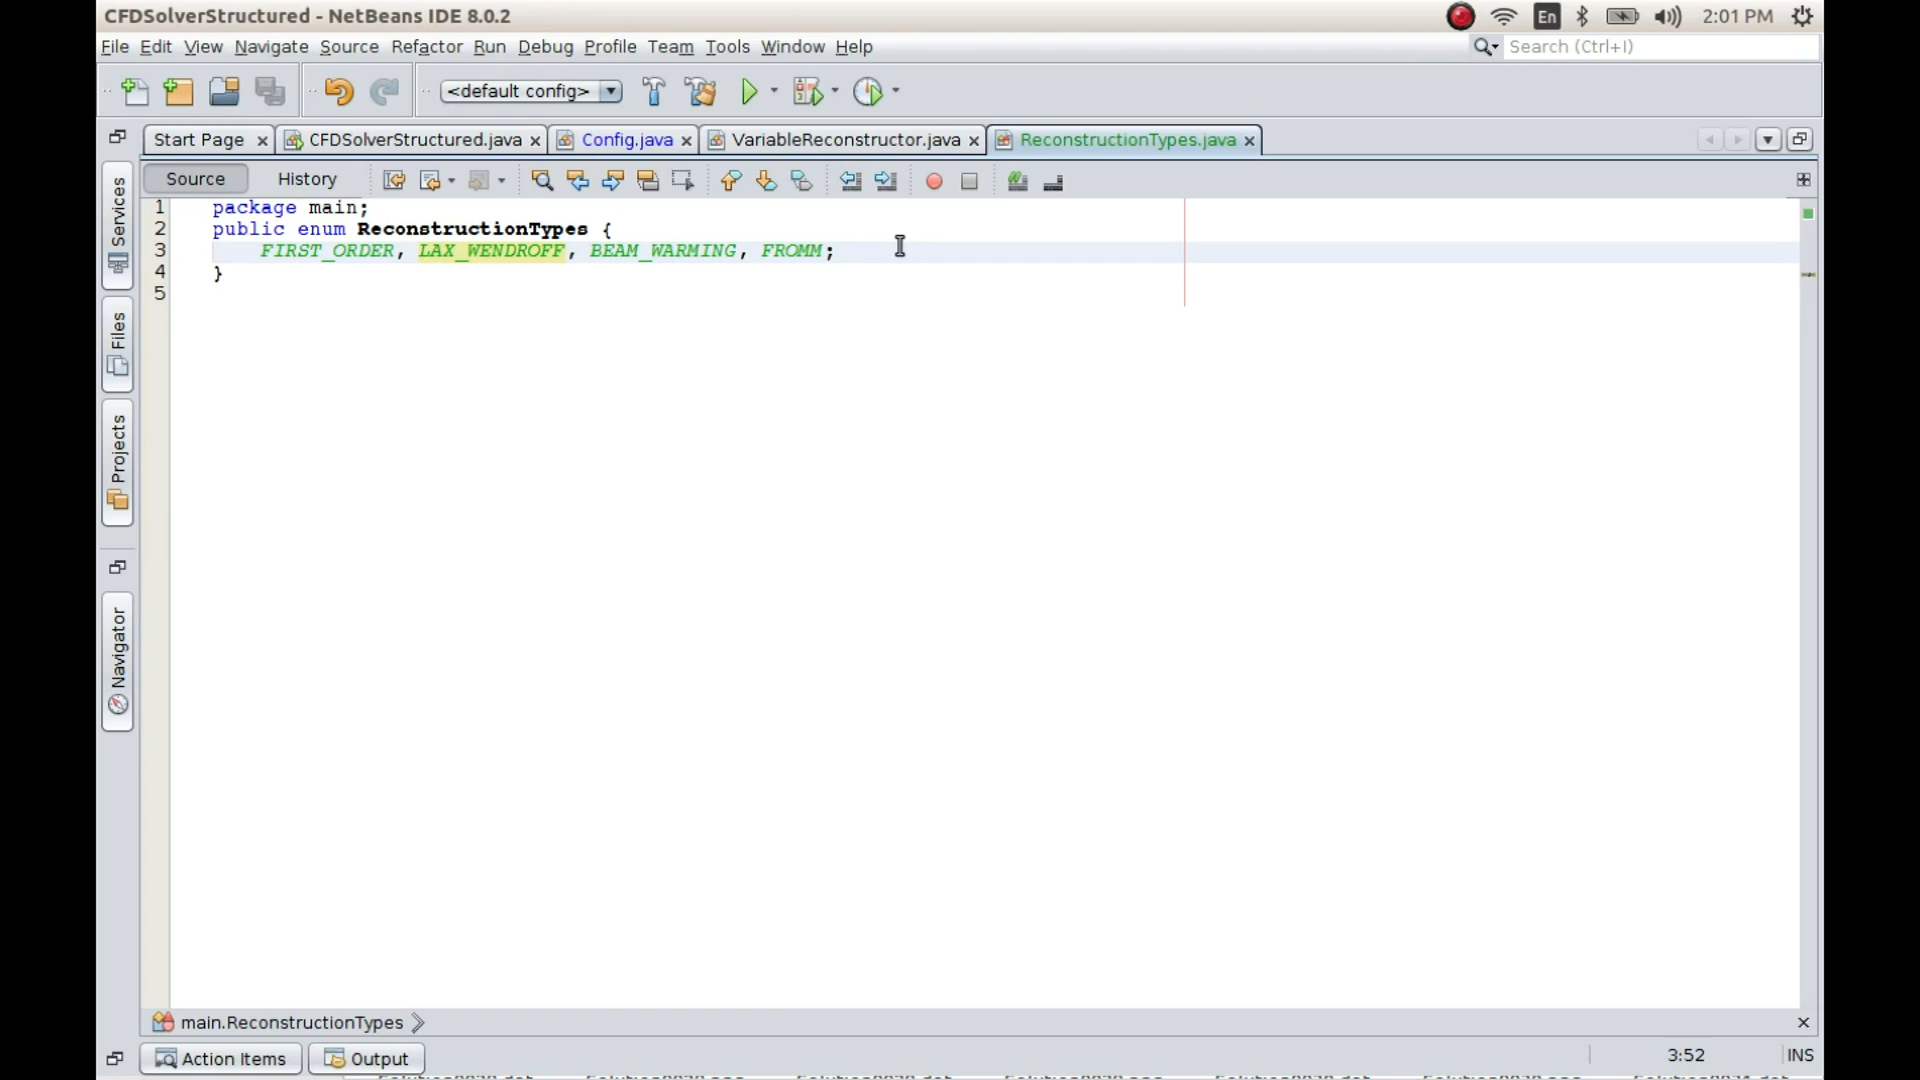 CFDSolverStructured - NetBeans IDE 8.0.2
En
2:01 PM
File Edit View Navigate Source Refactor Run Debug Profile Team Tools Window Help
Search (Ctrl+I)
<default config>
Start Page
CFDSolverStructured.java
Config.java
VariableReconstructor.java
ReconstructionTypes.java
Source History
1 package main;
2 public enum ReconstructionTypes {
3 FIRST_ORDER, LAX_WENDROFF, BEAM_WARMING, FROMM;
4 }
5
Services
Files
Projects
Navigator
main.ReconstructionTypes
Action Items
Output
3:52
INS